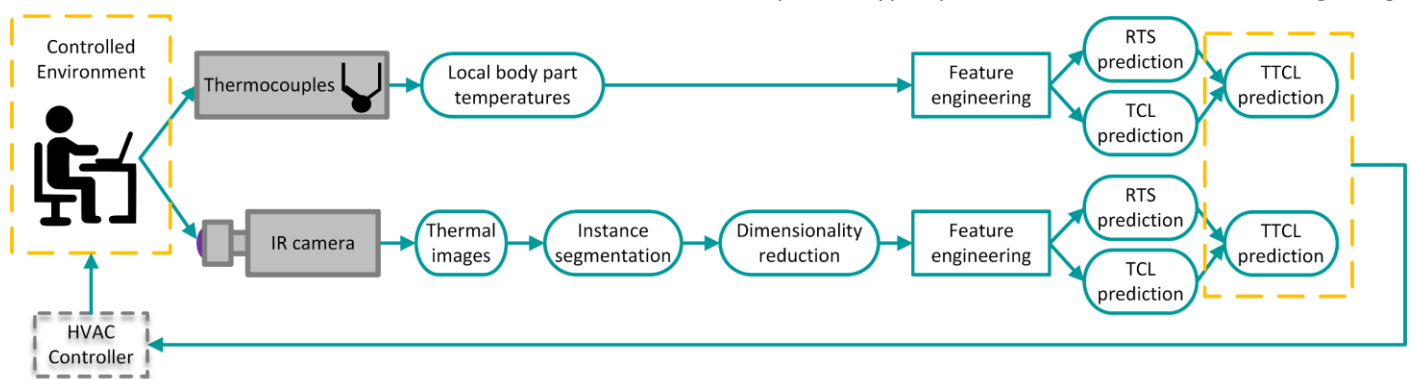 Controlled
Environment
Thermocouples
Local body part
temperatures
Feature
engineering
RTS
prediction
TCL
prediction
TTCL
prediction
IR camera
Thermal
images
Instance
segmentation
Dimensionality
reduction
Feature
engineering
RTS
prediction
TCL
prediction
TTCL
prediction
HVAC
Controller